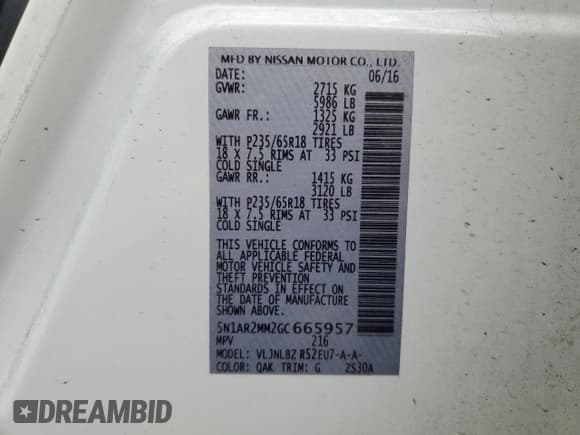 MFD BY NISSAN MOTOR CO., LTD.
DATE: 06/16
GVWR: 2715 KG
5986 LB
GAWR FR.: 1325 KG
2921 LB
WITH P235/65R18 TIRES
18 X 7.5 RIMS AT 33 PSI
COLD SINGLE
GAWR RR.: 1415 KG
3120 LB
WITH P235/65R18 TIRES
18 X 7.5 RIMS AT 33 PSI
COLD SINGLE
THIS VEHICLE CONFORMS TO
ALL APPLICABLE FEDERAL
MOTOR VEHICLE SAFETY AND
THEFT PREVENTION
STANDARDS IN EFFECT ON
THE DATE OF MANUFACTURE
SHOWN ABOVE.
5N1AR2MM2GC665957
MPV 216
MODEL: VLJNLBZ R52EU7-A-A-
COLOR: QAK TRIM: G ZS30A
DREAMBID